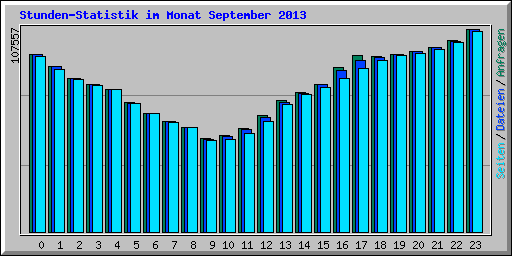 Stunden-Statistik im Monat September 2013
107557
Seiten / Dateien / Anfragen
0 1 2 3 4 5 6 7 8 9 10 11 12 13 14 15 16 17 18 19 20 21 22 23